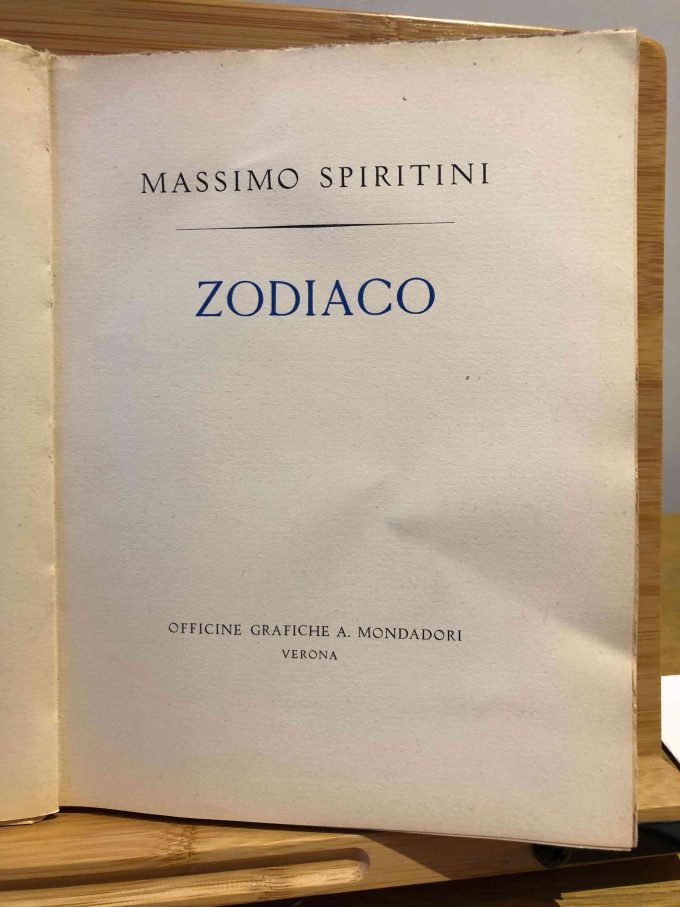 MASSIMO SPIRITINI
ZODIACO
OFFICINE GRAFICHE A. MONDADORI
VERONA